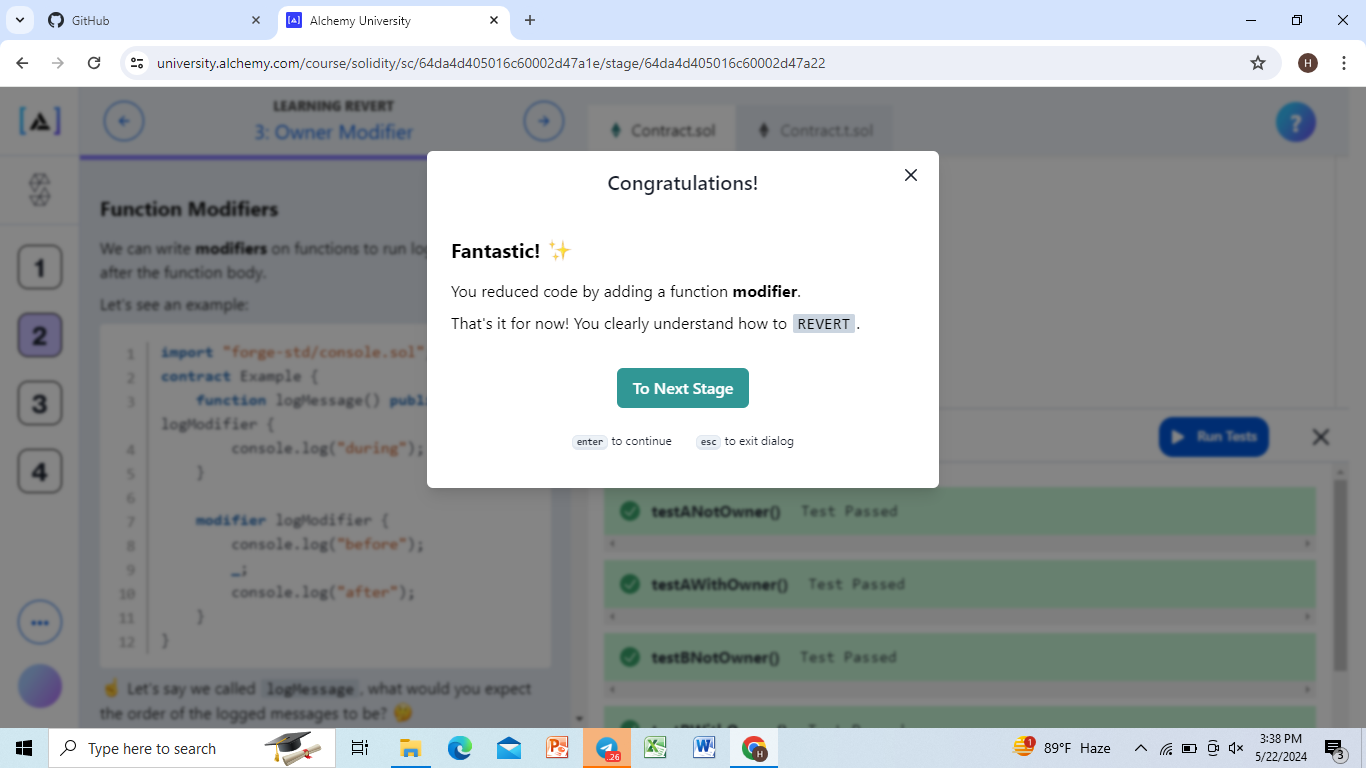 GitHub
Alchemy University
university.alchemy.com/course/solidity/sc/64da4d405016c60002d47a1e/stage/64da4d405016c60002d47a22
H
LEARNING REVERT
3: Owner Modifier
Contract.sol
Contract.t.sol
?
Congratulations!
Fantastic! ✨
You reduced code by adding a function modifier.
That's it for now! You clearly understand how to REVERT.
To Next Stage
enter to continue
esc to exit dialog
1
2
3
4
Function Modifiers
We can write modifiers on functions to run
after the function body.
Let's see an example:
1 import "forge-std/console.sol"
2 contract Example {
3 function logMessage()
logModifier {
4 console.log("during");
5 }
6
7 modifier logModifier {
8 console.log("before");
9 _;
10 console.log("after");
11 }
12 }
☝ Let's say we called logMessage, what would you expect
the order of the logged messages to be? 🤔
Run Tests
testANotOwner() Test Passed
testAWithOwner() Test Passed
testBNotOwner() Test Passed
Test Passed
Type here to search
.26
H
1
89°F Haze
3:38 PM
5/22/2024
3